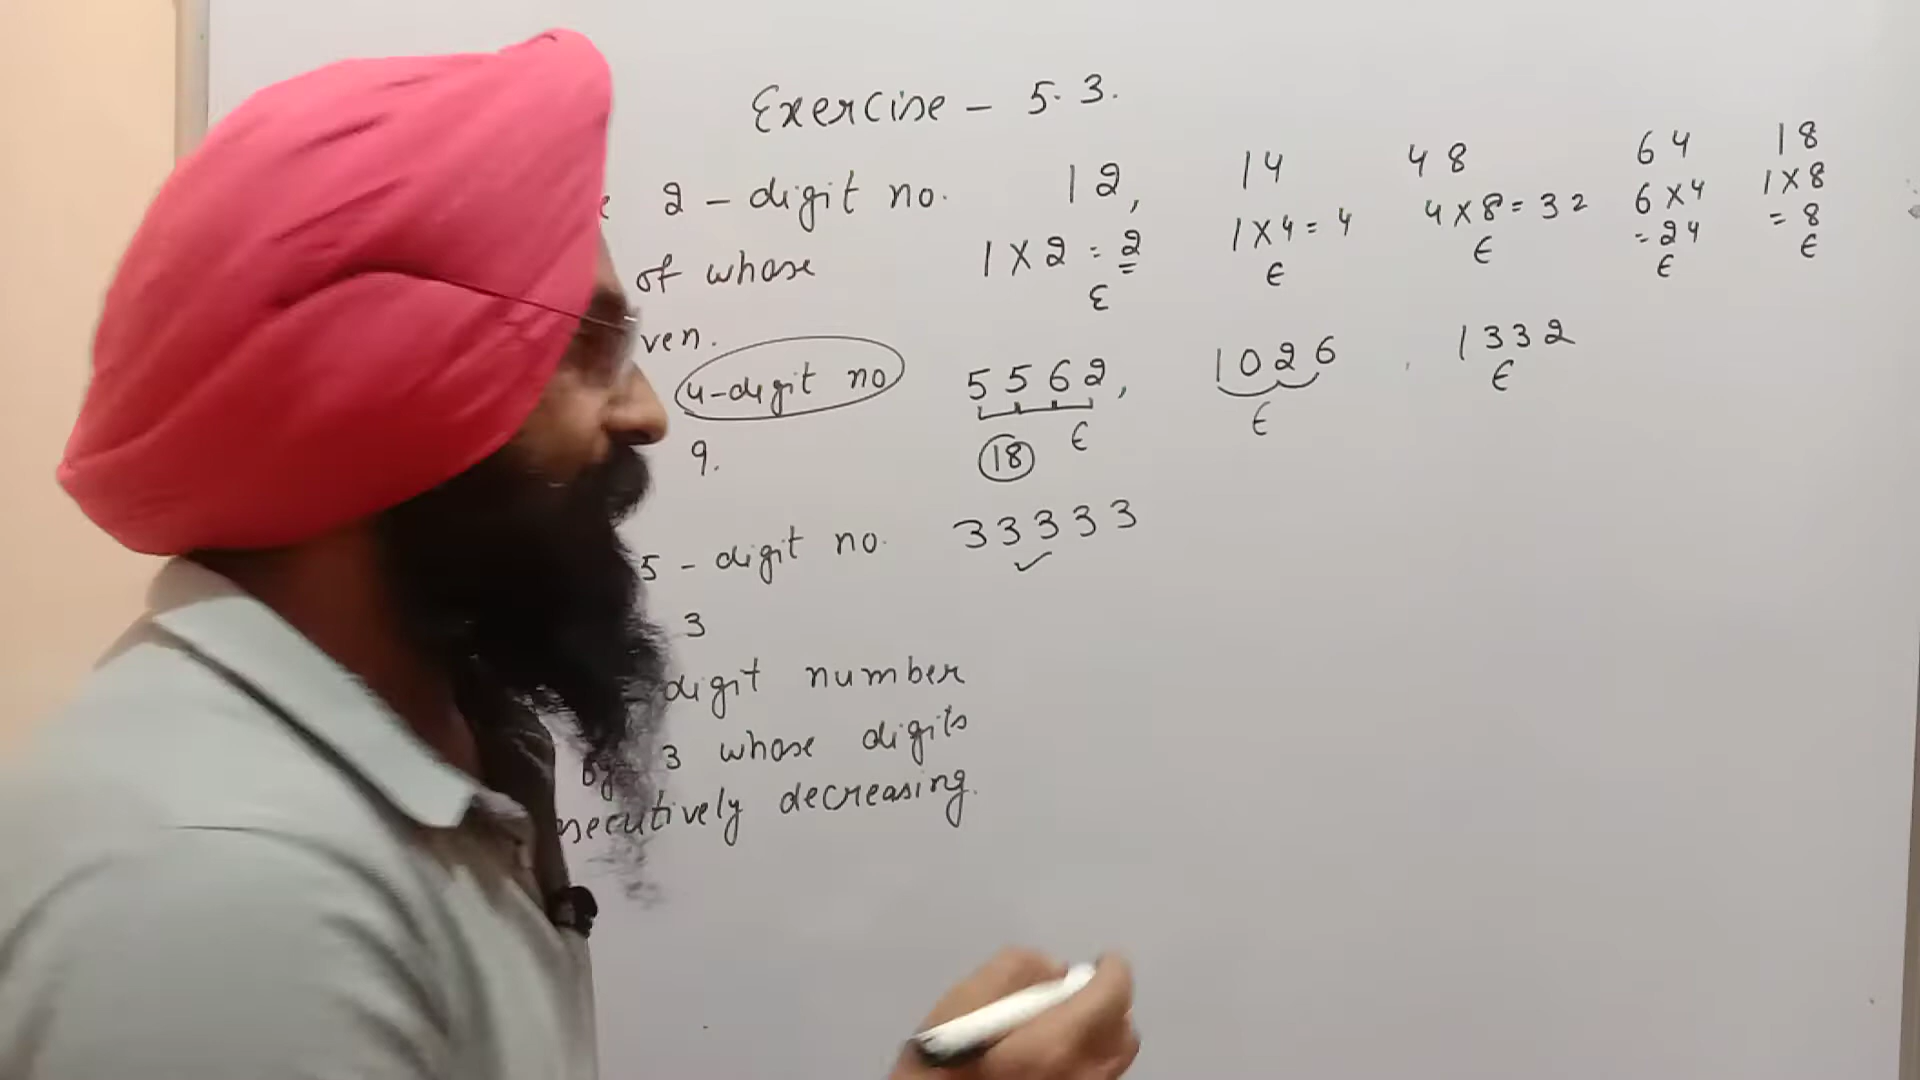 Exercise - 5.3.
2 - digit no.
of whose
ven.
4-digit no
9.
5 - digit no.
3
digit number
by 3 whose digits
secutively decreasing.
12,
1 X 2 = 2
E
14
1 X 4 = 4
E
48
4 X 8 = 32
E
64
6 X 4
= 24
E
18
1 X 8
= 8
E
5562,
18 E
1026
E
1332
E
33333